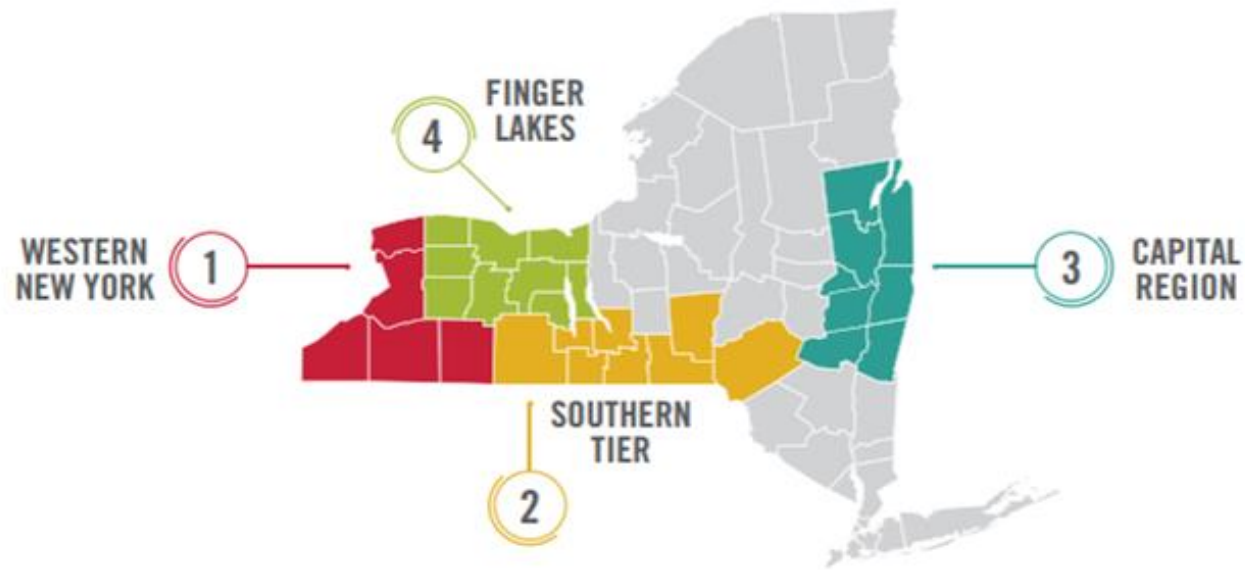 FINGER
LAKES
4
WESTERN
NEW YORK
1
3
CAPITAL
REGION
SOUTHERN
TIER
2